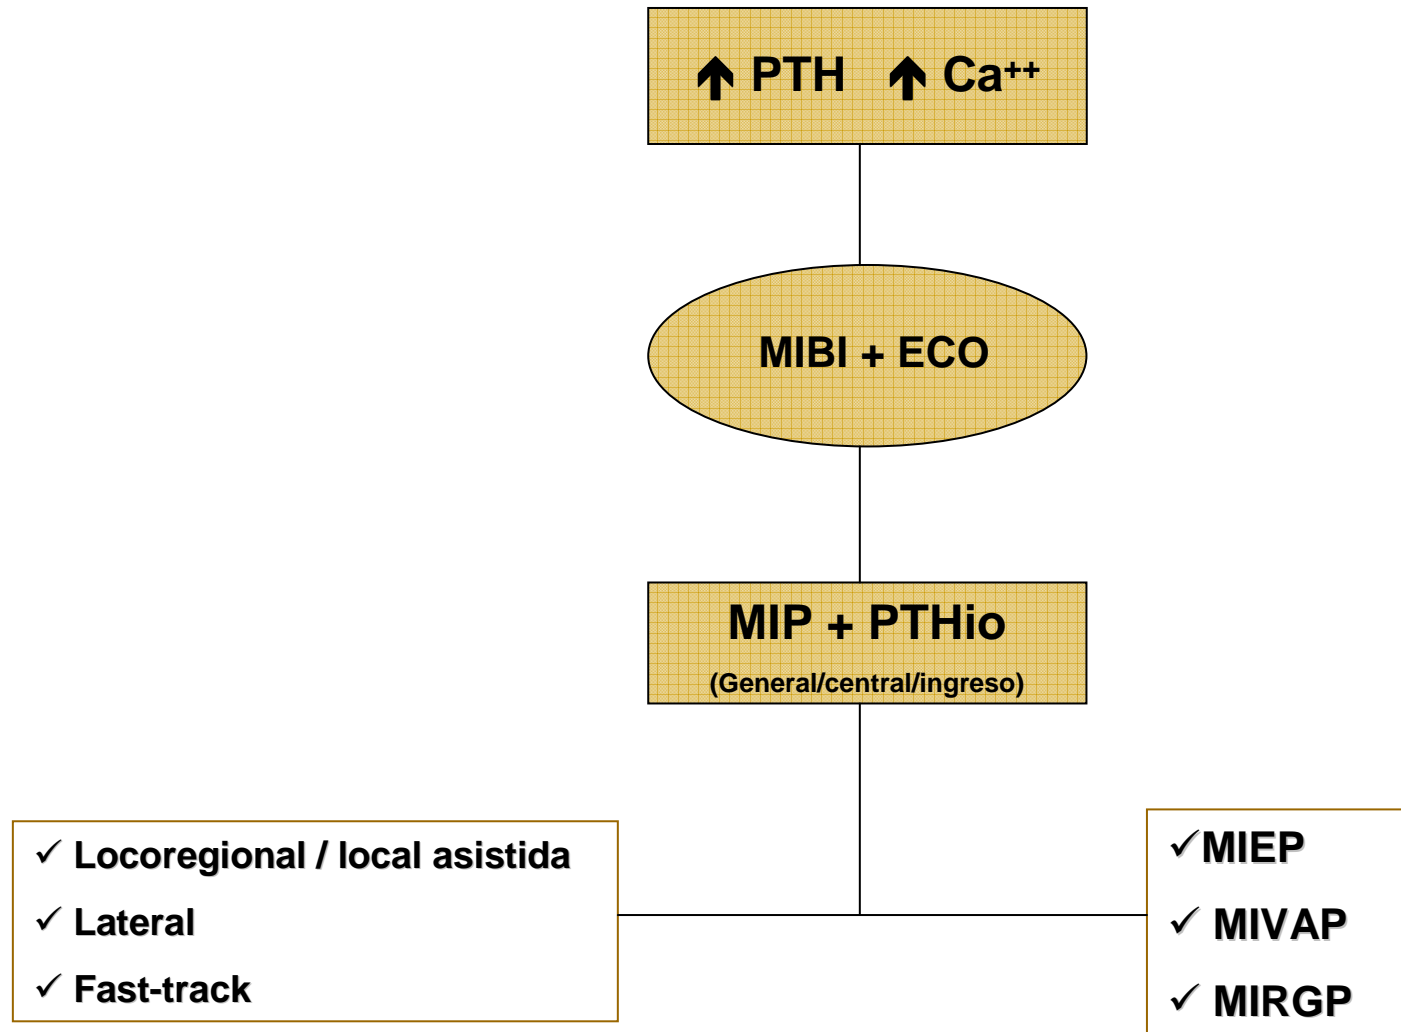 ↑ PTH ↑ Ca⁺⁺
MIBI + ECO
MIP + PTHio
(General/central/ingreso)
✓ Locoregional / local asistida
✓ Lateral
✓ Fast-track
✓MIEP
✓ MIVAP
✓ MIRGP